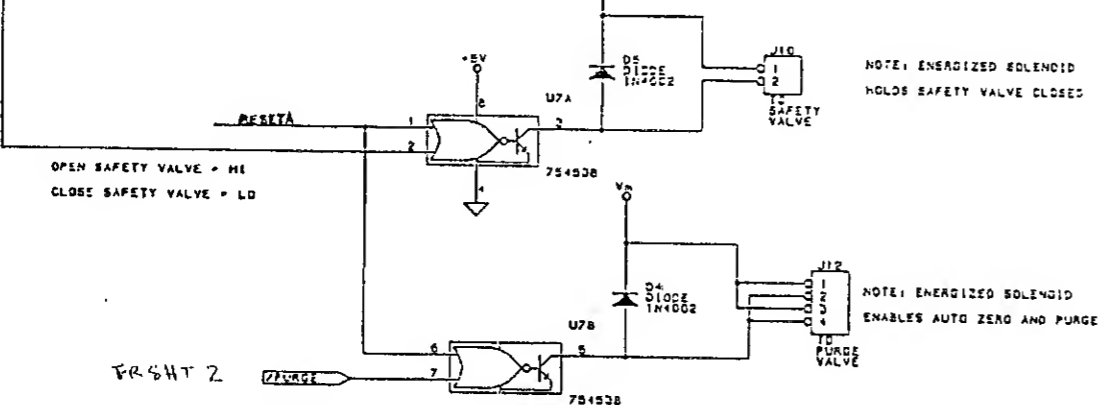 +5V
8
D5
DIODE
1N4002
J10
1
2
TO
SAFETY
VALVE
NOTE: ENERGIZED SOLENOID
HOLDS SAFETY VALVE CLOSED
RESETA
1
2
U7A
3
4
75453B
OPEN SAFETY VALVE = HI
CLOSE SAFETY VALVE = LO
Vm
D4
DIODE
1N4002
J12
1
2
3
4
TO
PURGE
VALVE
NOTE: ENERGIZED SOLENOID
ENABLES AUTO ZERO AND PURGE
U7B
6
7
5
75453B
FRSHT 2
/PURGE